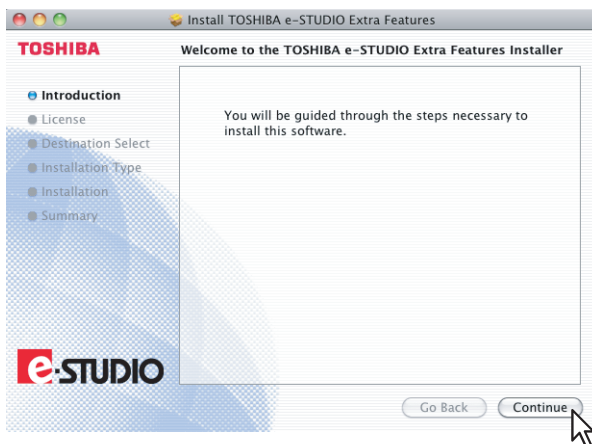 Install TOSHIBA e-STUDIO Extra Features
TOSHIBA
Welcome to the TOSHIBA e-STUDIO Extra Features Installer
Introduction
License
Destination Select
Installation Type
Installation
Summary
You will be guided through the steps necessary to
install this software.
e-STUDIO
Go Back
Continue